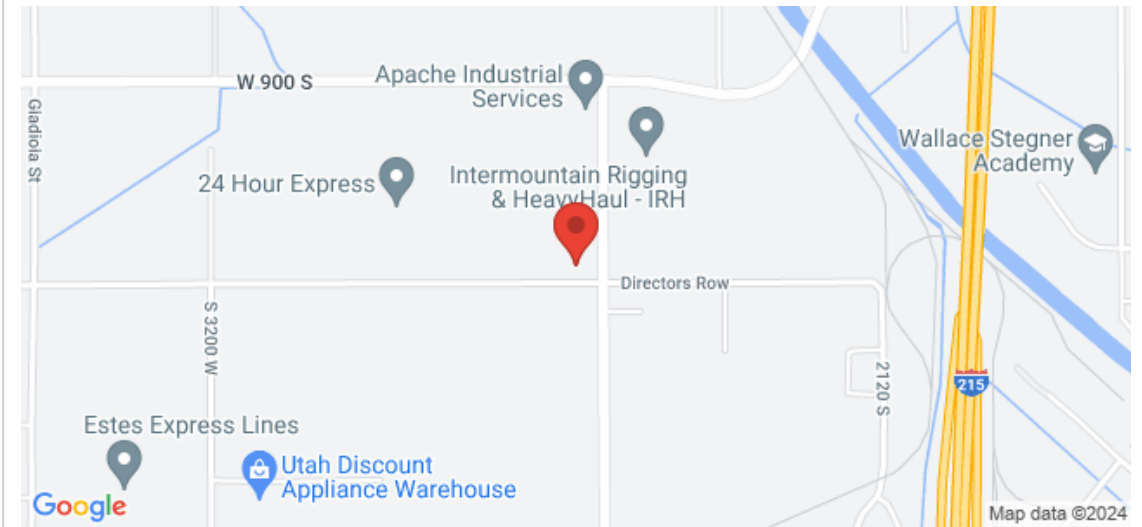 W 900 S
Apache Industrial
Services
Gladiola St
Wallace Stegner
Academy
24 Hour Express
Intermountain Rigging
& HeavyHaul - IRH
Directors Row
S 3200 W
2120 S
215
Estes Express Lines
Utah Discount
Appliance Warehouse
Google
Map data ©2024